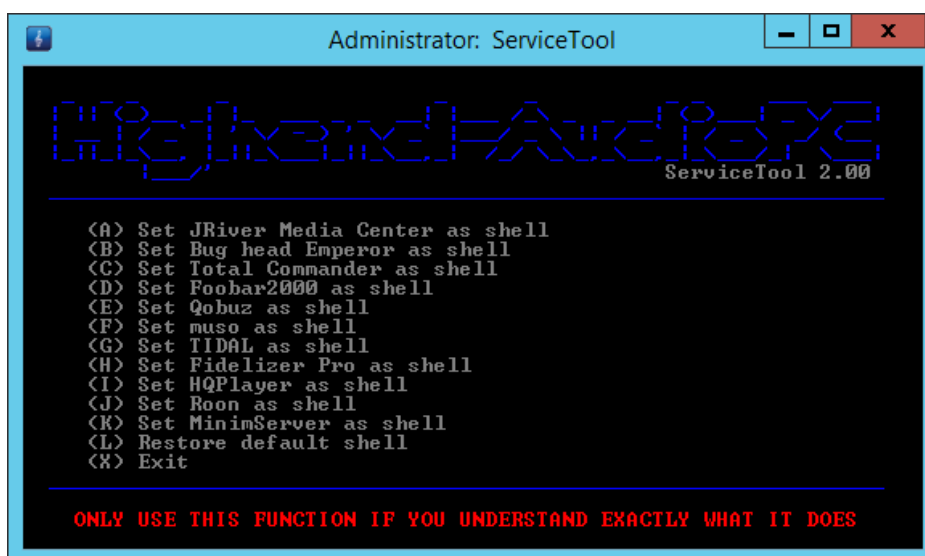 Administrator: ServiceTool
x
Highend-AudioPC
ServiceTool 2.00
(A) Set JRiver Media Center as shell
(B) Set Bug head Emperor as shell
(C) Set Total Commander as shell
(D) Set Foobar2000 as shell
(E) Set Qobuz as shell
(F) Set muso as shell
(G) Set TIDAL as shell
(H) Set Fidelizer Pro as shell
(I) Set HQPlayer as shell
(J) Set Roon as shell
(K) Set MinimServer as shell
(L) Restore default shell
(X) Exit
ONLY USE THIS FUNCTION IF YOU UNDERSTAND EXACTLY WHAT IT DOES